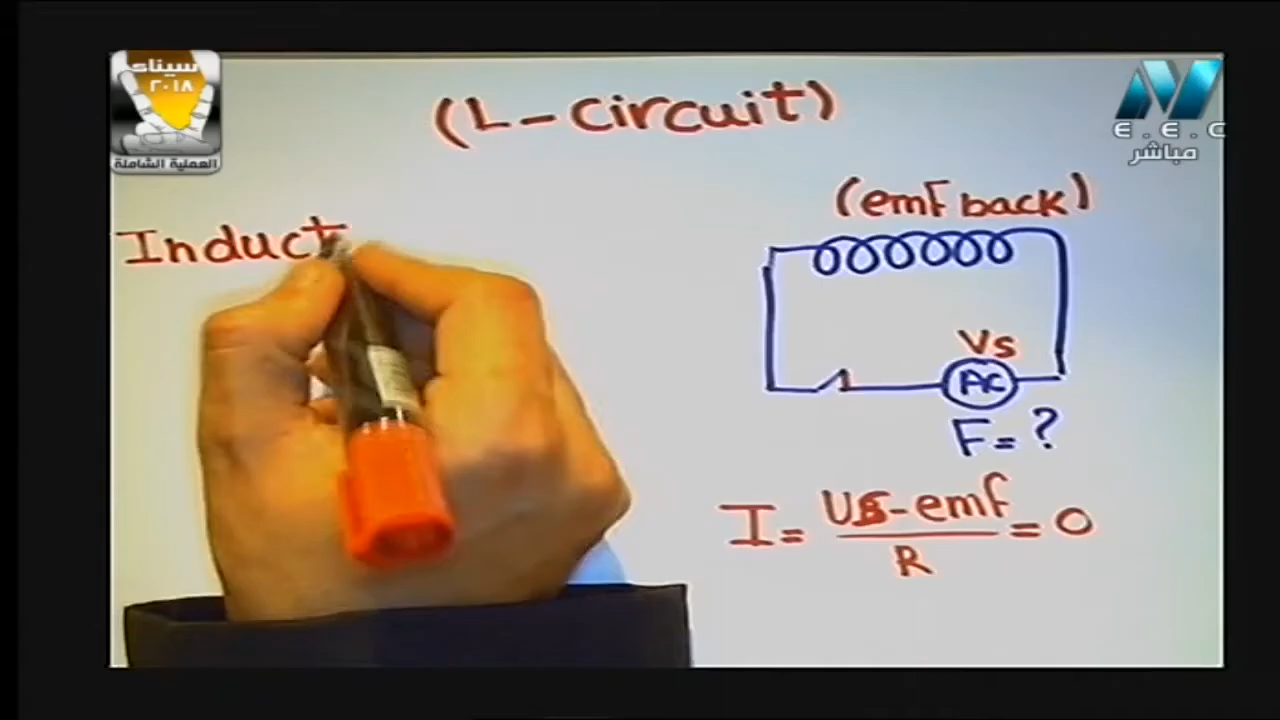 سيناء
٢٠١٨
العملية الشاملة
E.E.C
مباشر
(L-Circuit)
Induct
(emf back)
Vs
AC
F=?
I= Vs-emf / R =0